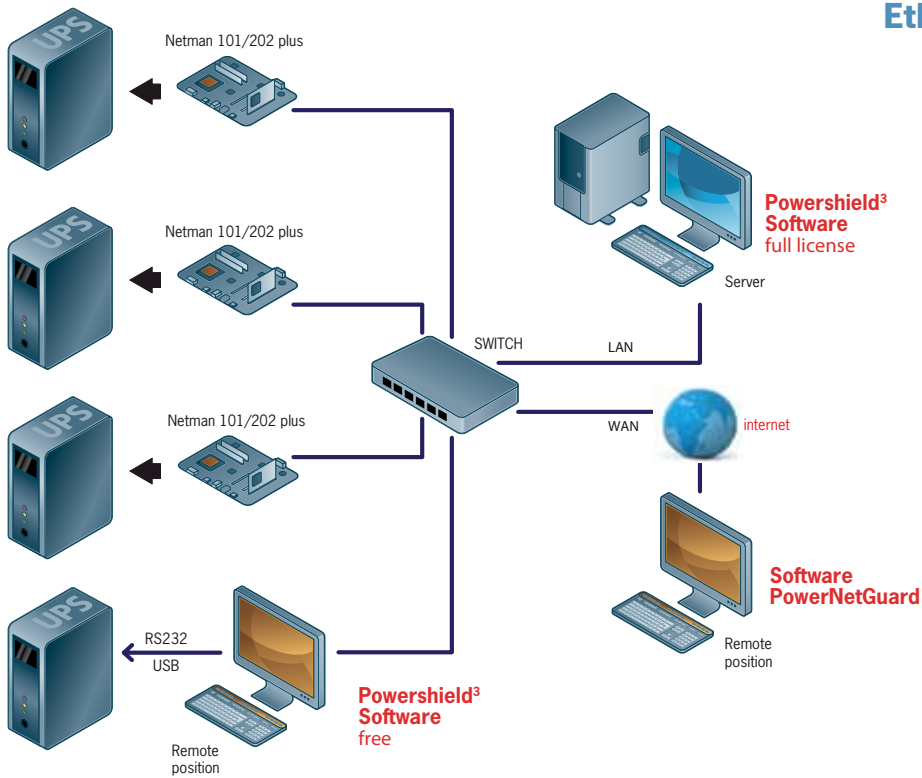 Netman 101/202 plus
UPS
Netman 101/202 plus
UPS
Netman 101/202 plus
UPS
UPS
RS232
USB
Remote
position
Powershield³
Software
free
SWITCH
LAN
WAN
internet
Powershield³
Software
full license
Server
Software
PowerNetGuard
Remote
position